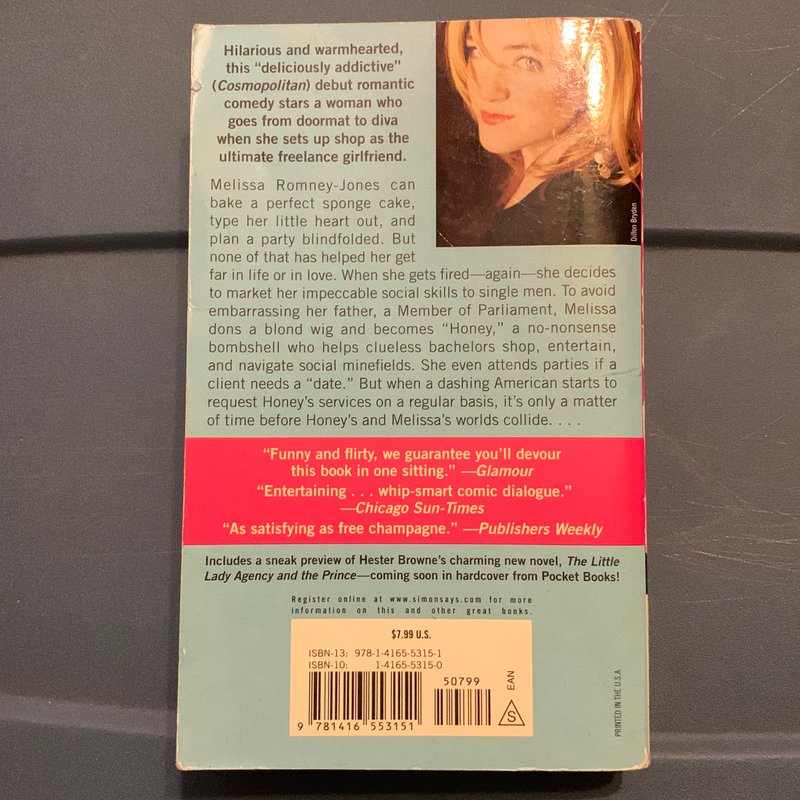 Hilarious and warmhearted,
this “deliciously addictive”
(Cosmopolitan) debut romantic
comedy stars a woman who
goes from doormat to diva
when she sets up shop as the
ultimate freelance girlfriend.
Dillon Bryden
Melissa Romney-Jones can
bake a perfect sponge cake,
type her little heart out, and
plan a party blindfolded. But
none of that has helped her get
far in life or in love. When she gets fired—again—she decides
to market her impeccable social skills to single men. To avoid
embarrassing her father, a Member of Parliament, Melissa
dons a blond wig and becomes “Honey,” a no-nonsense
bombshell who helps clueless bachelors shop, entertain,
and navigate social minefields. She even attends parties if a
client needs a “date.” But when a dashing American starts to
request Honey’s services on a regular basis, it’s only a matter
of time before Honey’s and Melissa’s worlds collide. . . .
“Funny and flirty, we guarantee you’ll devour
this book in one sitting.” —Glamour
“Entertaining . . . whip-smart comic dialogue.”
—Chicago Sun-Times
“As satisfying as free champagne.” —Publishers Weekly
Includes a sneak preview of Hester Browne’s charming new novel, The Little
Lady Agency and the Prince—coming soon in hardcover from Pocket Books!
Register online at www.simonsays.com for more
information on this and other great books.
$7.99 U.S.
ISBN-13: 978-1-4165-5315-1
ISBN-10: 1-4165-5315-0
50799
EAN
S
9 781416 553151
PRINTED IN THE U.S.A.